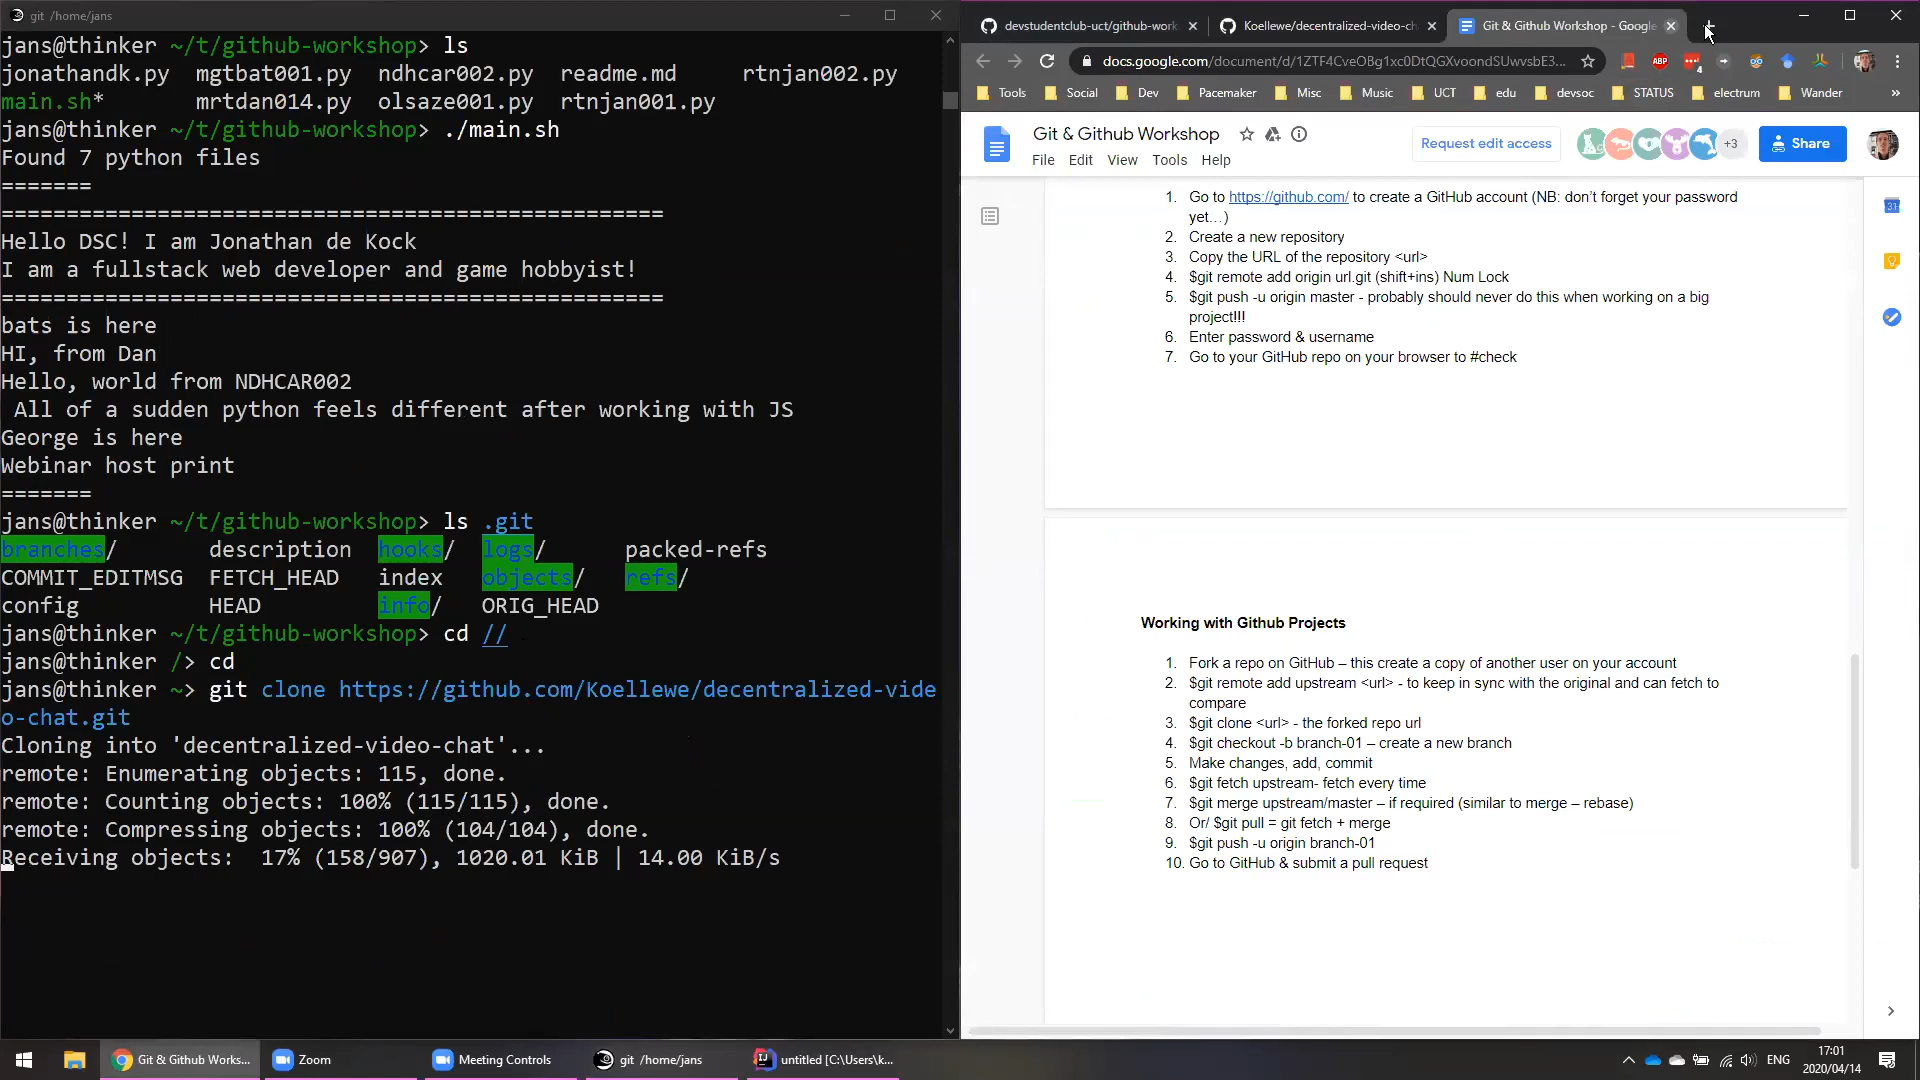 git /home/jans
jans@thinker ~/t/github-workshop> ls
jonathandk.py mgtbat001.py ndhcar002.py readme.md rtnjan002.py
main.sh* mrtdan014.py olsaze001.py rtnjan001.py
jans@thinker ~/t/github-workshop> ./main.sh
Found 7 python files
=======
===================================================
Hello DSC! I am Jonathan de Kock
I am a fullstack web developer and game hobbyist!
===================================================
bats is here
HI, from Dan
Hello, world from NDHCAR002
All of a sudden python feels different after working with JS
George is here
Webinar host print
=======
jans@thinker ~/t/github-workshop> ls .git
branches/ description hooks/ logs/ packed-refs
COMMIT_EDITMSG FETCH_HEAD index objects/ refs/
config HEAD info/ ORIG_HEAD
jans@thinker ~/t/github-workshop> cd //
jans@thinker /> cd
jans@thinker ~> git clone https://github.com/Koellewe/decentralized-vide
o-chat.git
Cloning into 'decentralized-video-chat'...
remote: Enumerating objects: 115, done.
remote: Counting objects: 100% (115/115), done.
remote: Compressing objects: 100% (104/104), done.
Receiving objects: 17% (158/907), 1020.01 KiB | 14.00 KiB/s
devstudentclub-uct/github-work
Koellewe/decentralized-video-ch
Git & Github Workshop - Google
docs.google.com/document/d/1ZTF4CveOBg1xc0DtQGXvoondSUwvsbE3...
ABP
Tools Social Dev Pacemaker Misc Music UCT edu devsoc STATUS electrum Wander »
Git & Github Workshop
File Edit View Tools Help
Request edit access
+3
Share
31
1. Go to https://github.com/ to create a GitHub account (NB: don't forget your password
yet…)
2. Create a new repository
3. Copy the URL of the repository <url>
4. $git remote add origin url.git (shift+ins) Num Lock
5. $git push -u origin master - probably should never do this when working on a big
project!!!
6. Enter password & username
7. Go to your GitHub repo on your browser to #check
Working with Github Projects
1. Fork a repo on GitHub – this create a copy of another user on your account
2. $git remote add upstream <url> - to keep in sync with the original and can fetch to
compare
3. $git clone <url> - the forked repo url
4. $git checkout -b branch-01 – create a new branch
5. Make changes, add, commit
6. $git fetch upstream- fetch every time
7. $git merge upstream/master – if required (similar to merge – rebase)
8. Or/ $git pull = git fetch + merge
9. $git push -u origin branch-01
10. Go to GitHub & submit a pull request
Git & Github Works...
Zoom
Meeting Controls
git /home/jans
untitled [C:\Users\k...
ENG
17:01
2020/04/14